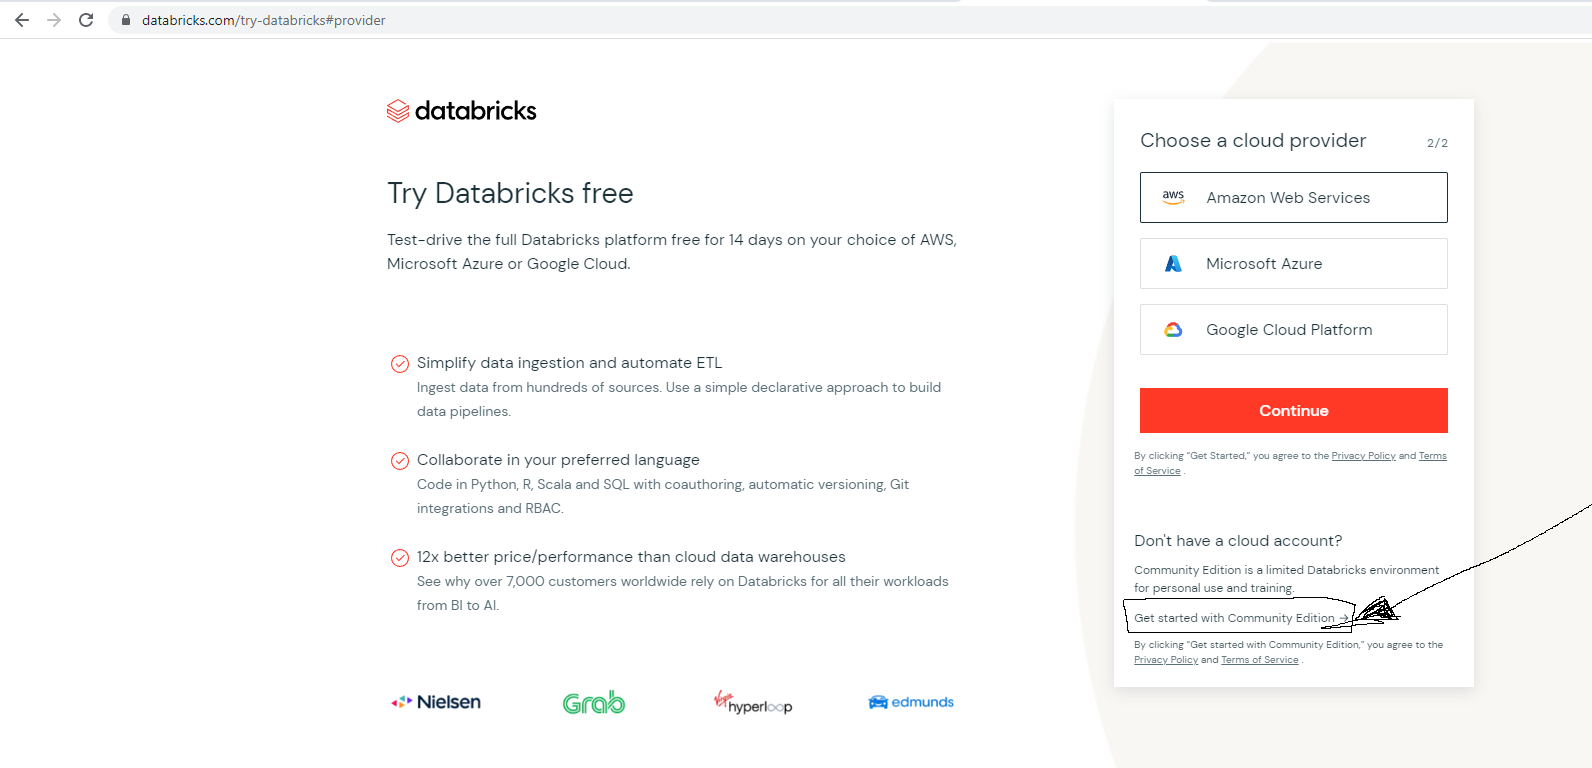 databricks.com/try-databricks#provider
databricks
Try Databricks free
Test-drive the full Databricks platform free for 14 days on your choice of AWS,
Microsoft Azure or Google Cloud.
Simplify data ingestion and automate ETL
Ingest data from hundreds of sources. Use a simple declarative approach to build
data pipelines.
Collaborate in your preferred language
Code in Python, R, Scala and SQL with coauthoring, automatic versioning, Git
integrations and RBAC.
12x better price/performance than cloud data warehouses
See why over 7,000 customers worldwide rely on Databricks for all their workloads
from BI to AI.
Nielsen
Grab
Virgin
hyperloop
edmunds
Choose a cloud provider 2/2
aws Amazon Web Services
Microsoft Azure
Google Cloud Platform
Continue
By clicking “Get Started,” you agree to the Privacy Policy and Terms
of Service .
Don't have a cloud account?
Community Edition is a limited Databricks environment
for personal use and training.
Get started with Community Edition →
By clicking “Get started with Community Edition,” you agree to the
Privacy Policy and Terms of Service .